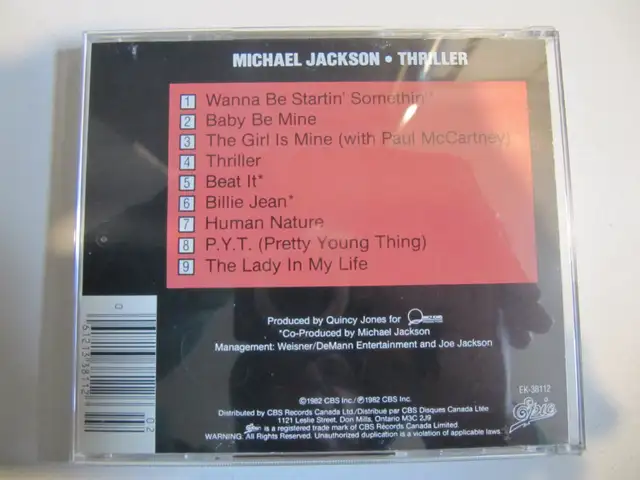 MICHAEL JACKSON • THRILLER
1 Wanna Be Startin' Somethin'*
2 Baby Be Mine
3 The Girl Is Mine (with Paul McCartney)
4 Thriller
5 Beat It*
6 Billie Jean*
7 Human Nature
8 P.Y.T. (Pretty Young Thing)
9 The Lady In My Life
Produced by Quincy Jones for
*Co-Produced by Michael Jackson
Management: Weisner/DeMann Entertainment and Joe Jackson
©1982 CBS Inc./℗1982 CBS Inc.
EK-38112
Distributed by CBS Records Canada Ltd./Distribué par CBS Disques Canada Ltée
1121 Leslie Street, Don Mills, Ontario M3C 2J9
Epic
Epic is a registered trade mark of CBS Records Canada Limited.
WARNING. All Rights Reserved. Unauthorized duplication is a violation of applicable laws.
02